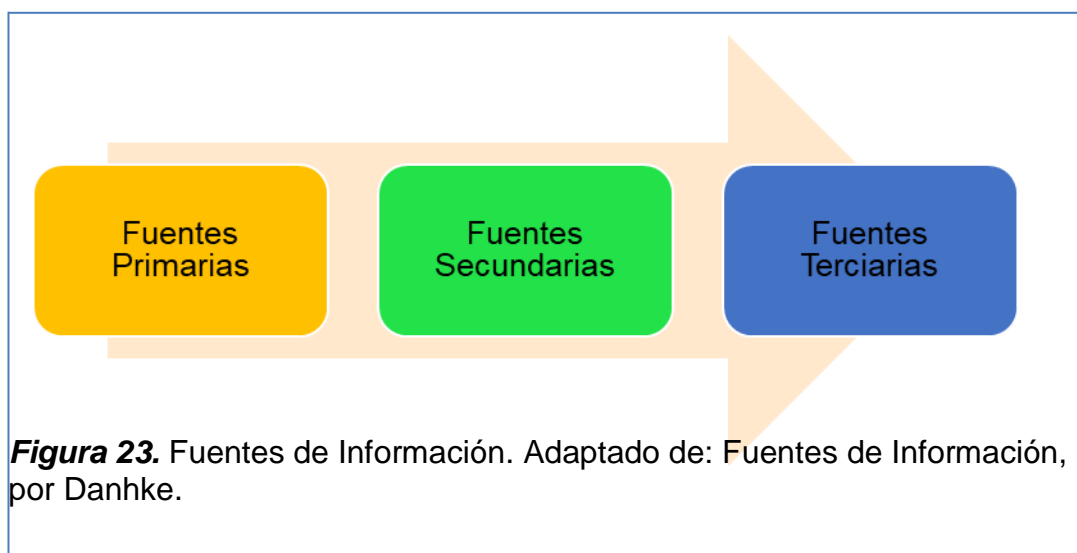 Fuentes
Primarias
Fuentes
Secundarias
Fuentes
Terciarias
Figura 23. Fuentes de Información. Adaptado de: Fuentes de Información,
por Danhke.